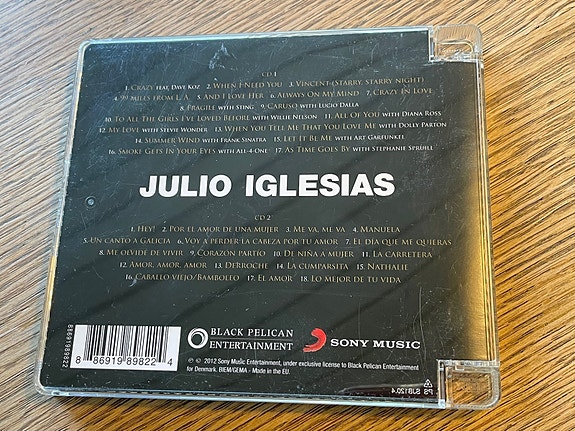 CD 1
1. Crazy feat. Dave Koz 2. When I Need You 3. Vincent (Starry, Starry Night)
4. 99 Miles from L.A 5. And I Love Her 6. Always On My Mind 7. Crazy In Love
8. Fragile with Sting 9. Caruso with Lucio Dalla
10. To All The Girls I've Loved Before with Willie Nelson 11. All Of You with Diana Ross
12. My Love with Stevie Wonder 13. When You Tell Me That You Love Me with Dolly Parton
14. Summer Wind with Frank Sinatra 15. Let It Be Me with Art Garfunkel
16. Smoke Gets In Your Eyes with All-4-One 17. As Time Goes By with Stephanie Spruill
JULIO IGLESIAS
CD 2
1. Hey! 2. Por el amor de una mujer 3. Me va, me va 4. Manuela
5. Un canto a Galicia 6. Voy a perder la cabeza por tu amor 7. El día que me quieras
8. Me olvidé de vivir 9. Corazón partío 10. De niña a mujer 11. La carretera
12. Amor, amor, amor 13. Derroche 14. La cumparsita 15. Nathalie
16. Caballo viejo/Bamboleo 17. El amor 18. Lo mejor de tu vida
8691989822
8 86919 89822 4
BLACK PELICAN
ENTERTAINMENT
SONY MUSIC
℗ © 2012 Sony Music Entertainment, under exclusive license to Black Pelican Entertainment
for Denmark. BIEM/GEMA - Made in the EU.
PS SJB120.4